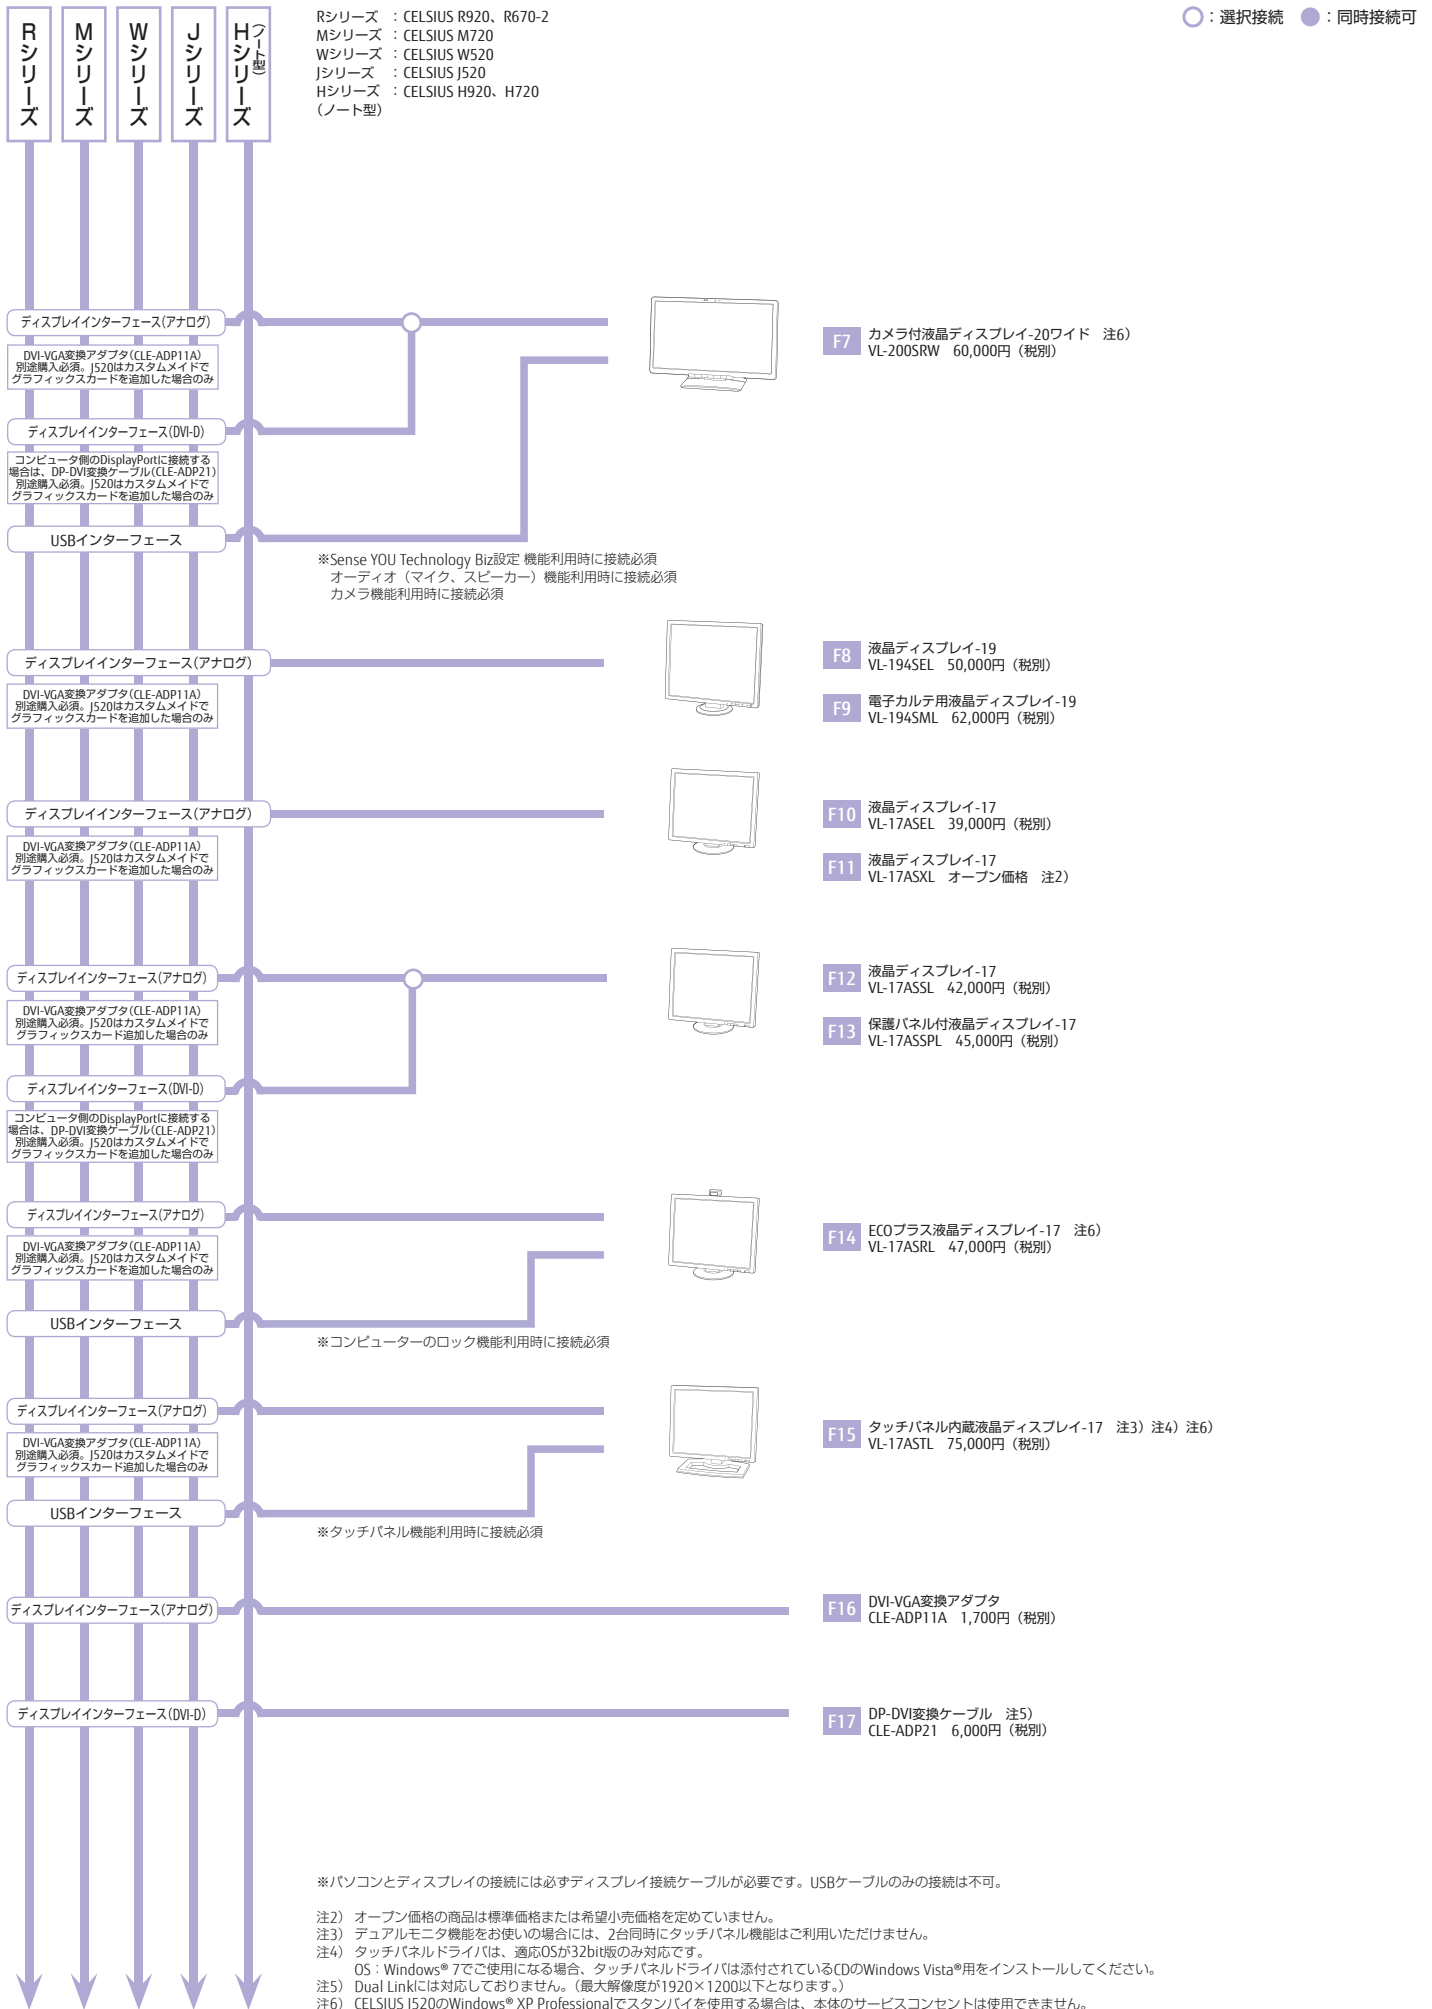 Rシリーズ
Mシリーズ
Wシリーズ
Jシリーズ
Hシリーズ
(ノート型)
Rシリーズ ：CELSIUS R920、R670-2
Mシリーズ ：CELSIUS M720
Wシリーズ ：CELSIUS W520
Jシリーズ ：CELSIUS J520
Hシリーズ ：CELSIUS H920、H720
(ノート型)
：選択接続 ：同時接続可
ディスプレイインターフェース(アナログ)
DVI-VGA変換アダプタ(CLE-ADP11A)
別途購入必須。J520はカスタムメイドで
グラフィックスカードを追加した場合のみ
ディスプレイインターフェース(DVI-D)
コンピュータ側のDisplayPortに接続する
場合は、DP-DVI変換ケーブル(CLE-ADP21)
別途購入必須。J520はカスタムメイドで
グラフィックスカードを追加した場合のみ
USBインターフェース
※Sense YOU Technology Biz設定 機能利用時に接続必須
オーディオ（マイク、スピーカー）機能利用時に接続必須
カメラ機能利用時に接続必須
F7 カメラ付液晶ディスプレイ-20ワイド 注6)
VL-200SRW 60,000円（税別）
ディスプレイインターフェース(アナログ)
DVI-VGA変換アダプタ(CLE-ADP11A)
別途購入必須。J520はカスタムメイドで
グラフィックスカードを追加した場合のみ
F8 液晶ディスプレイ-19
VL-194SEL 50,000円（税別）
F9 電子カルテ用液晶ディスプレイ-19
VL-194SML 62,000円（税別）
ディスプレイインターフェース(アナログ)
DVI-VGA変換アダプタ(CLE-ADP11A)
別途購入必須。J520はカスタムメイドで
グラフィックスカードを追加した場合のみ
F10 液晶ディスプレイ-17
VL-17ASEL 39,000円（税別）
F11 液晶ディスプレイ-17
VL-17ASXL オープン価格 注2)
ディスプレイインターフェース(アナログ)
DVI-VGA変換アダプタ(CLE-ADP11A)
別途購入必須。J520はカスタムメイドで
グラフィックスカード追加した場合のみ
ディスプレイインターフェース(DVI-D)
コンピュータ側のDisplayPortに接続する
場合は、DP-DVI変換ケーブル(CLE-ADP21)
別途購入必須。J520はカスタムメイドで
グラフィックスカードを追加した場合のみ
F12 液晶ディスプレイ-17
VL-17ASSL 42,000円（税別）
F13 保護パネル付液晶ディスプレイ-17
VL-17ASSPL 45,000円（税別）
ディスプレイインターフェース(アナログ)
DVI-VGA変換アダプタ(CLE-ADP11A)
別途購入必須。J520はカスタムメイドで
グラフィックスカードを追加した場合のみ
USBインターフェース
※コンピューターのロック機能利用時に接続必須
F14 ECOプラス液晶ディスプレイ-17 注6)
VL-17ASRL 47,000円（税別）
ディスプレイインターフェース(アナログ)
DVI-VGA変換アダプタ(CLE-ADP11A)
別途購入必須。J520はカスタムメイドで
グラフィックスカード追加した場合のみ
USBインターフェース
※タッチパネル機能利用時に接続必須
F15 タッチパネル内蔵液晶ディスプレイ-17 注3) 注4) 注6)
VL-17ASTL 75,000円（税別）
ディスプレイインターフェース(アナログ)
F16 DVI-VGA変換アダプタ
CLE-ADP11A 1,700円（税別）
ディスプレイインターフェース(DVI-D)
F17 DP-DVI変換ケーブル 注5)
CLE-ADP21 6,000円（税別）
※パソコンとディスプレイの接続には必ずディスプレイ接続ケーブルが必要です。USBケーブルのみの接続は不可。
注2) オープン価格の商品は標準価格または希望小売価格を定めていません。
注3) デュアルモニタ機能をお使いの場合には、2台同時にタッチパネル機能はご利用いただけません。
注4) タッチパネルドライバは、適応OSが32bit版のみ対応です。
OS：Windows® 7でご使用になる場合、タッチパネルドライバは添付されているCDのWindows Vista®用をインストールしてください。
注5) Dual Linkには対応しておりません。（最大解像度が1920×1200以下となります。）
注6) CELSIUS J520のWindows® XP Professionalでスタンバイを使用する場合は、本体のサービスコンセントは使用できません。